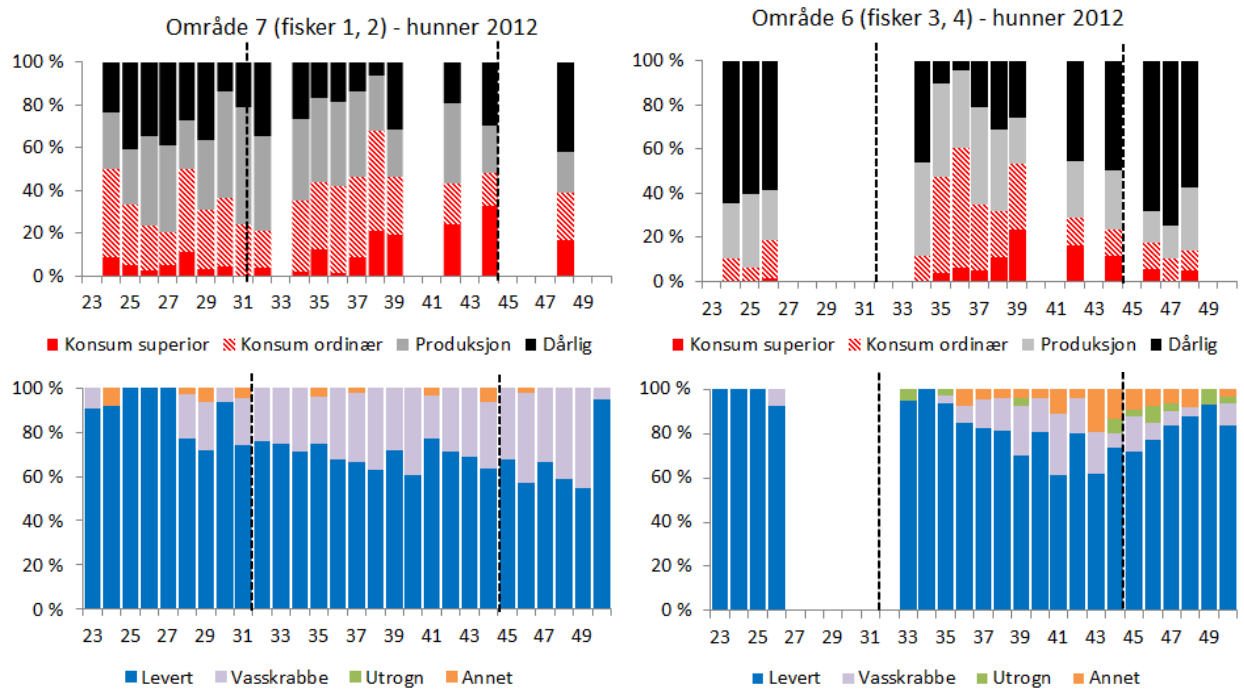 Område 7 (fisker 1, 2) - hunner 2012
100 %
80 %
60 %
40 %
20 %
0 %
23 25 27 29 31 33 35 37 39 41 43 45 47 49
Konsum superior Konsum ordinær Produksjon Dårlig
Område 6 (fisker 3, 4) - hunner 2012
100 %
80 %
60 %
40 %
20 %
0 %
23 25 27 29 31 33 35 37 39 41 43 45 47 49
Konsum superior Konsum ordinær Produksjon Dårlig
100 %
80 %
60 %
40 %
20 %
0 %
23 25 27 29 31 33 35 37 39 41 43 45 47 49
Levert Vasskrabbe Utrogn Annet
100 %
80 %
60 %
40 %
20 %
0 %
23 25 27 29 31 33 35 37 39 41 43 45 47 49
Levert Vasskrabbe Utrogn Annet